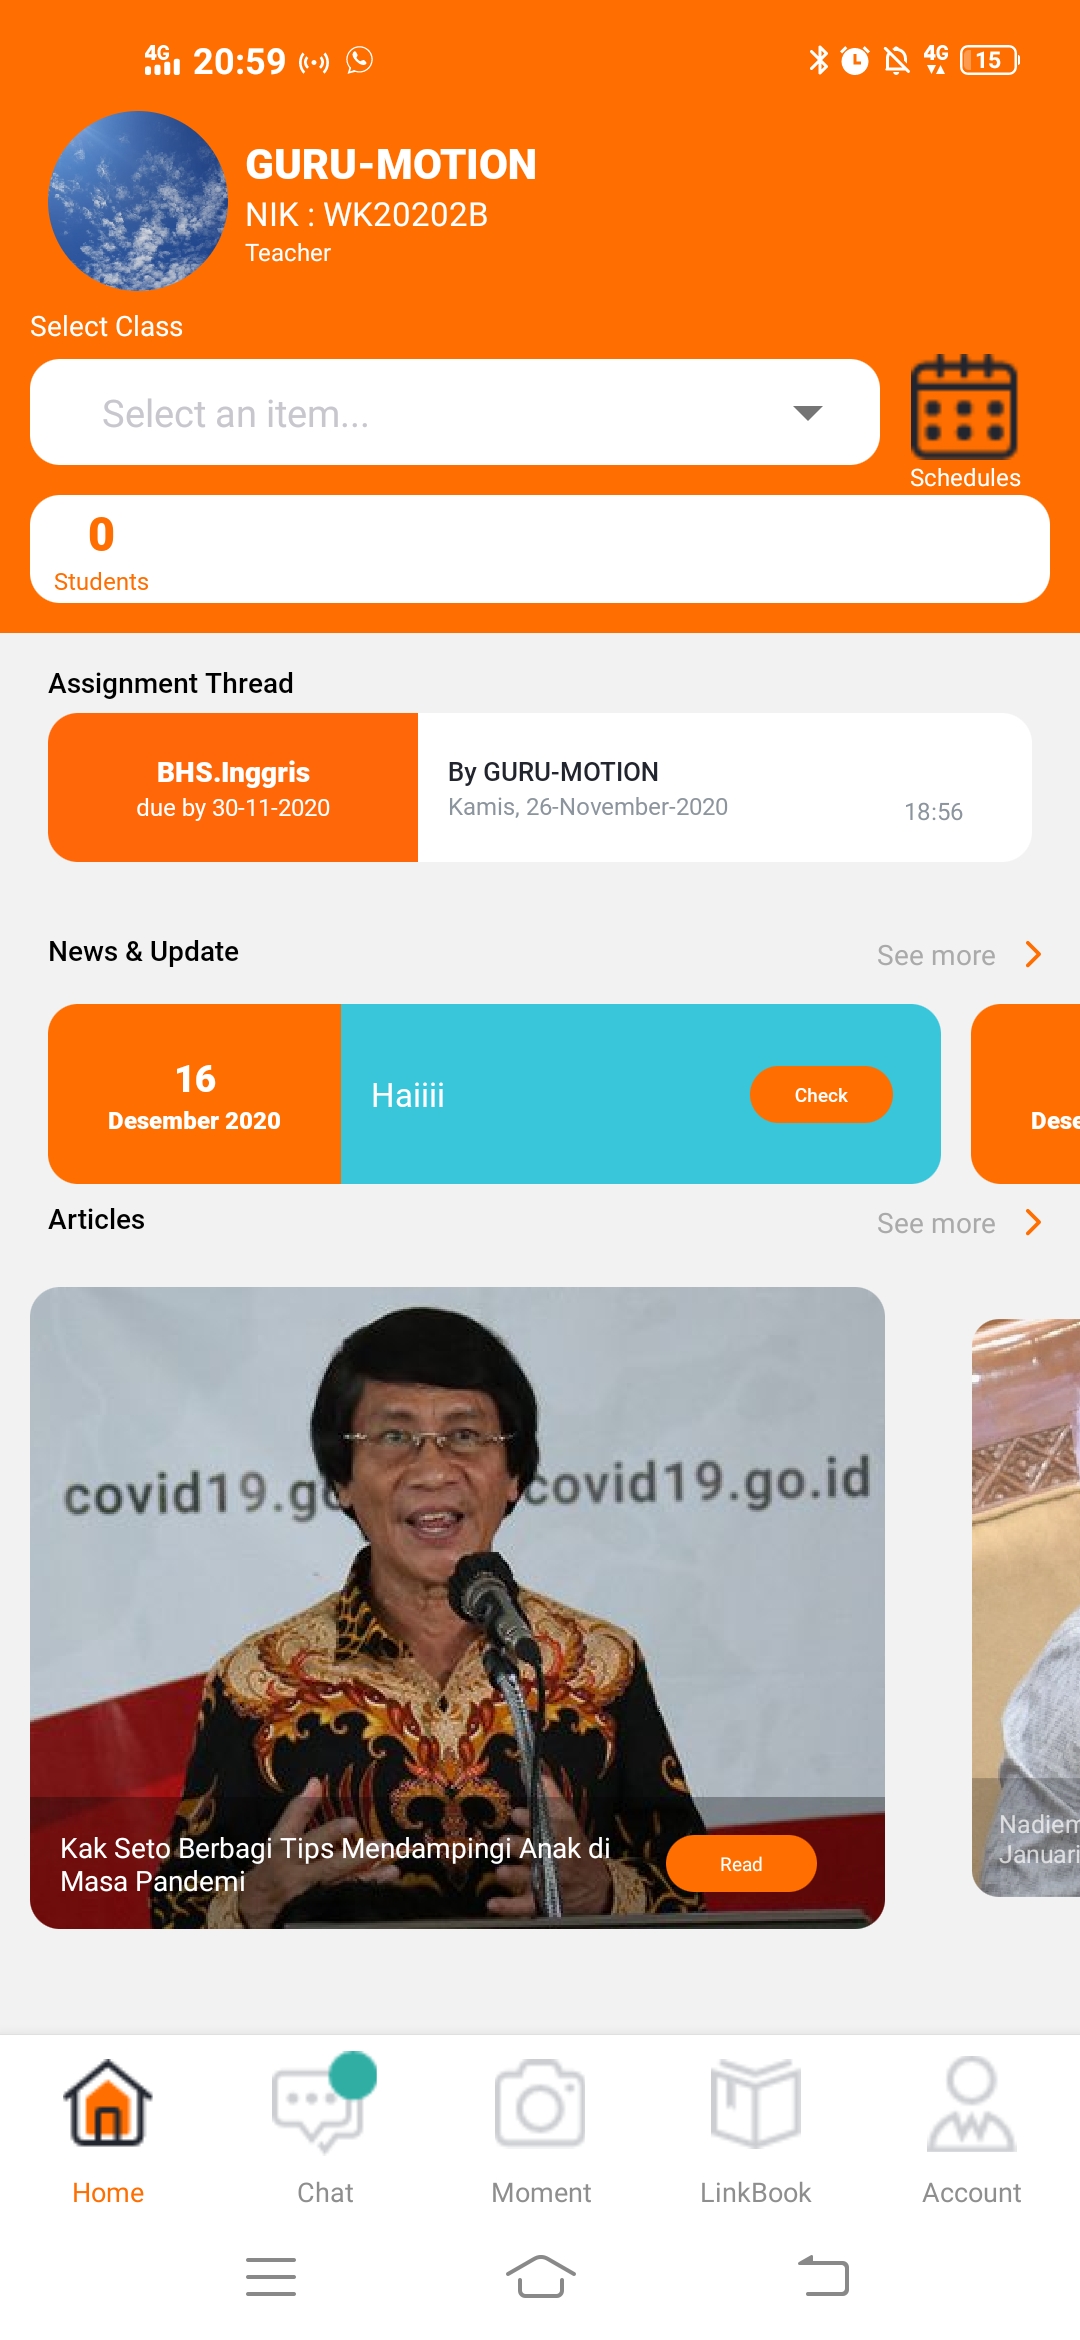 4G 20:59 4G 15
GURU-MOTION
NIK : WK20202B
Teacher
Select Class
Select an item...
Schedules
0
Students
Assignment Thread
BHS.Inggris
due by 30-11-2020
By GURU-MOTION
Kamis, 26-November-2020
18:56
News & Update
See more
16
Desember 2020
Haiiii
Check
Dese
Articles
See more
covid19.go
covid19.go.id
Kak Seto Berbagi Tips Mendampingi Anak di
Masa Pandemi
Read
Nadiem
Januari
Home
Chat
Moment
LinkBook
Account